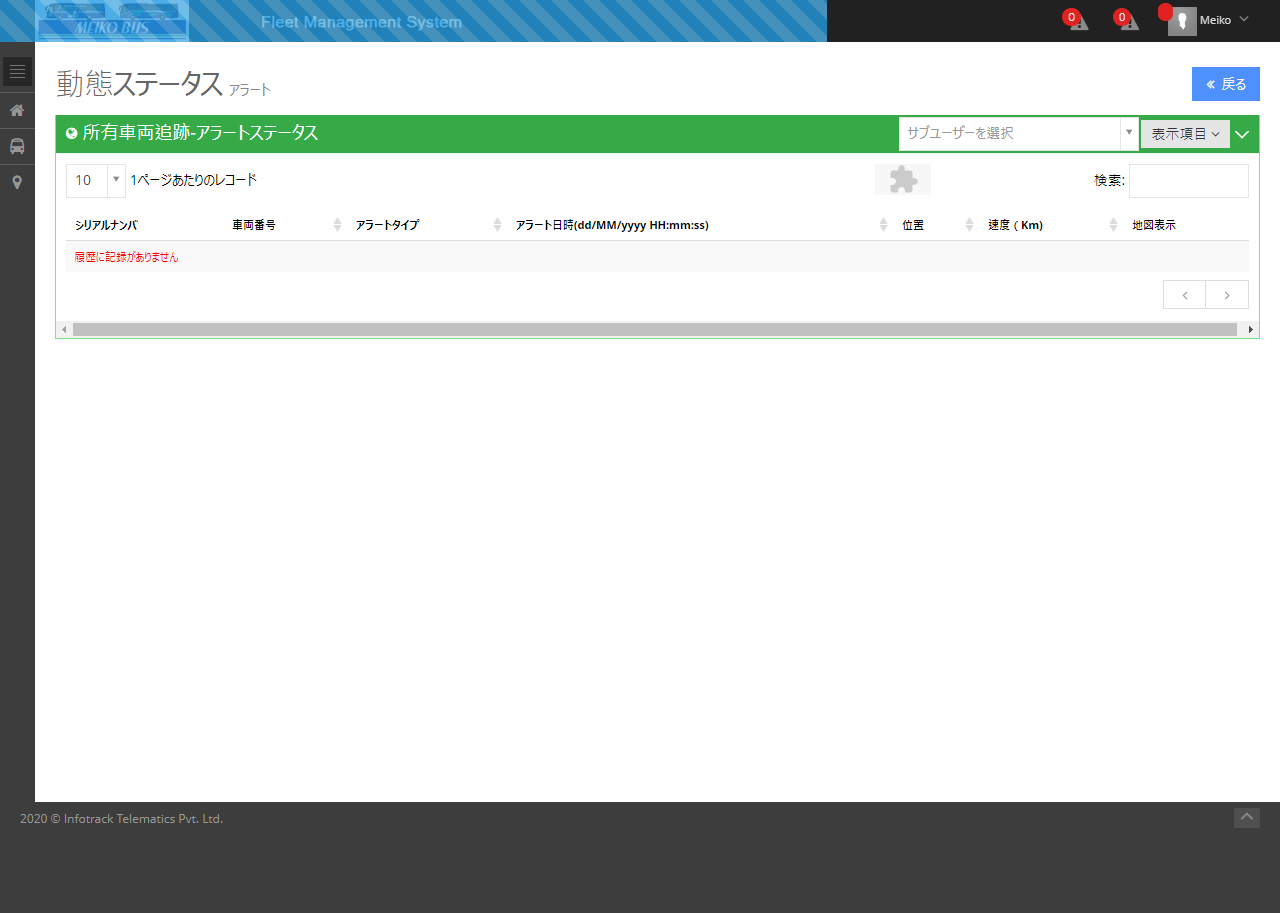 MEIKO BUS
Fleet Management System
0
0
Meiko
動態ステータス アラート
戻る
所有車両追跡-アラートステータス
サブユーザーを選択
表示項目
10
1ページあたりのレコード
検索:
シリアルナンバ
車両番号
アラートタイプ
アラート日時(dd/MM/yyyy HH:mm:ss)
位置
速度 ( Km)
地図表示
履歴に記録がありません
2020 © Infotrack Telematics Pvt. Ltd.